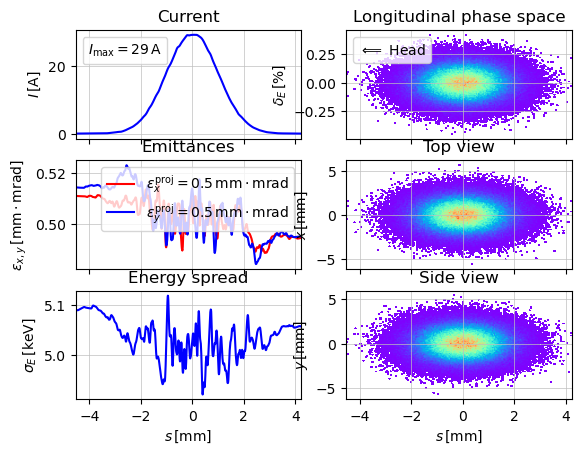 Current
Longitudinal phase space
I_max = 29 A
⟸ Head
I [A]
20
0
δ_E [%]
0.25
0.00
−0.25
Emittances
Top view
ε_x^proj = 0.5 mm · mrad
ε_y^proj = 0.5 mm · mrad
ε_x,y [mm · mrad]
0.52
0.50
x [mm]
5
0
−5
Energy spread
Side view
σ_E [keV]
5.1
5.0
y [mm]
5
0
−5
−4 −2 0 2 4
−4 −2 0 2 4
s [mm]
s [mm]